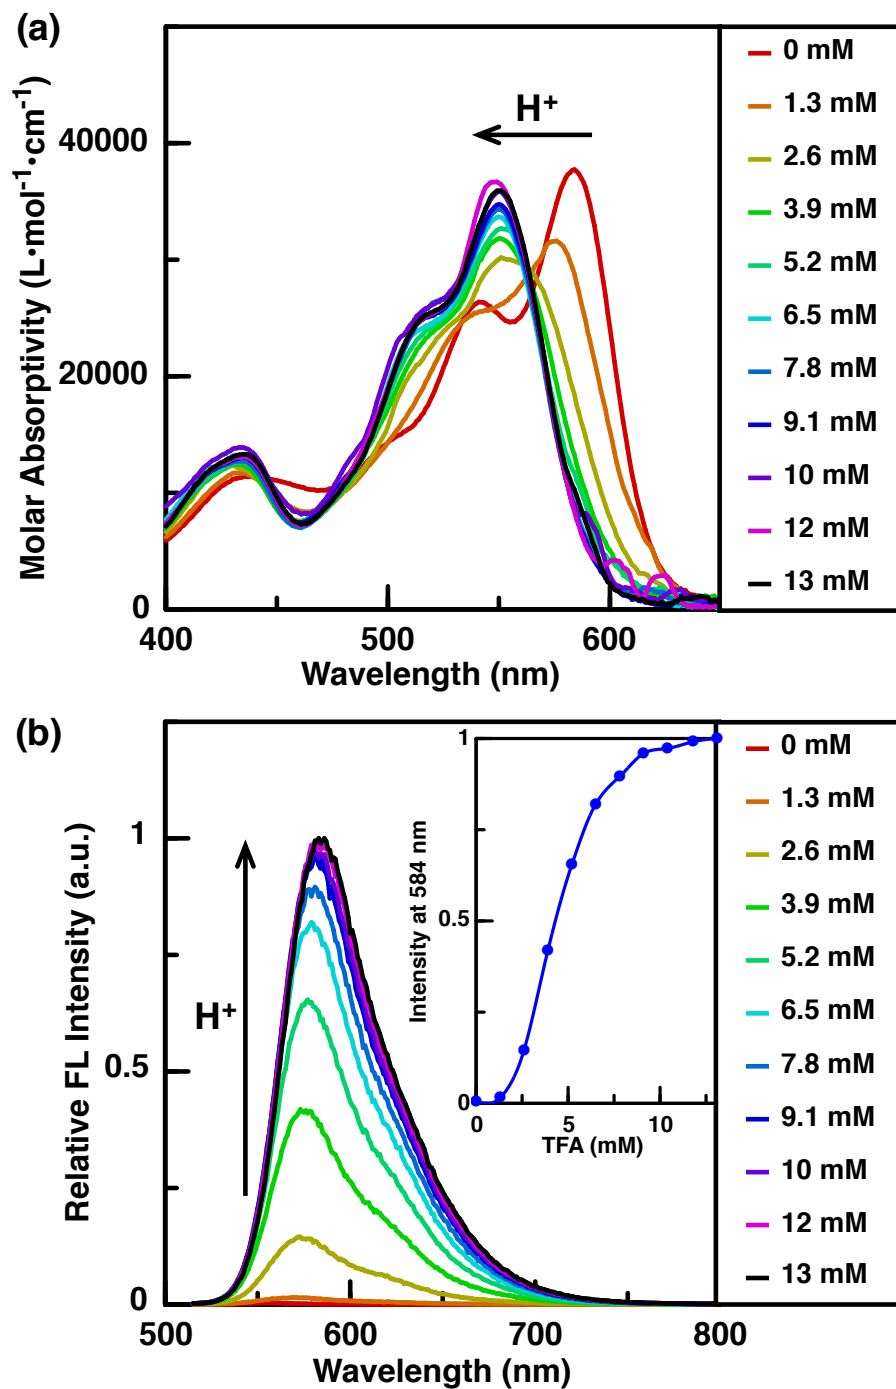 (a)
Molar Absorptivity (L·mol⁻¹·cm⁻¹)
40000
20000
0
H⁺
400
500
600
Wavelength (nm)
0 mM
1.3 mM
2.6 mM
3.9 mM
5.2 mM
6.5 mM
7.8 mM
9.1 mM
10 mM
12 mM
13 mM
(b)
Relative FL Intensity (a.u.)
1
0.5
0
H⁺
500
600
700
800
Wavelength (nm)
Intensity at 584 nm
1
0.5
0
0
5
10
TFA (mM)
0 mM
1.3 mM
2.6 mM
3.9 mM
5.2 mM
6.5 mM
7.8 mM
9.1 mM
10 mM
12 mM
13 mM